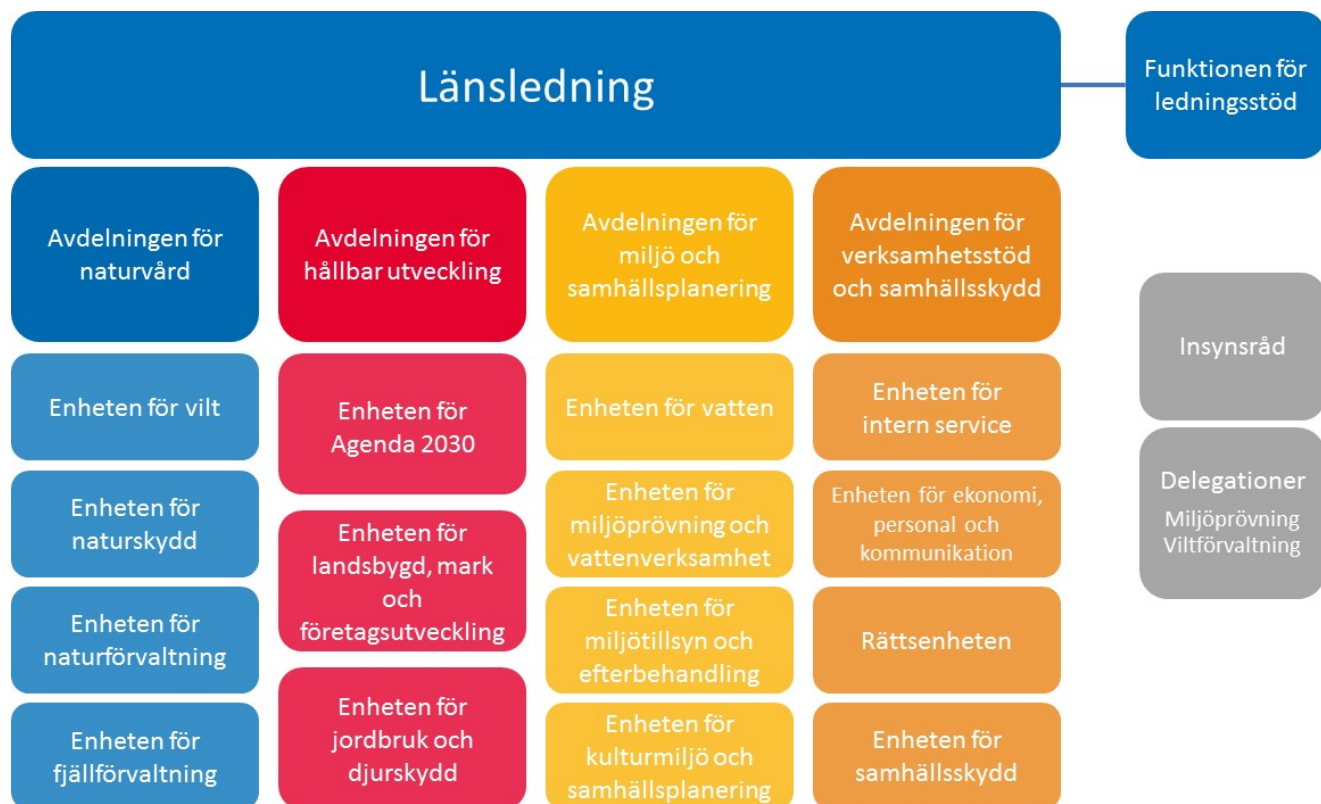 Länsledning
Funktionen för
ledningsstöd
Avdelningen för
naturvård
Avdelningen för
hållbar utveckling
Avdelningen för
miljö och
samhällsplanering
Avdelningen för
verksamhetsstöd
och samhällsskydd
Enheten för vilt
Enheten för
naturskydd
Enheten för
naturförvaltning
Enheten för
fjällförvaltning
Enheten för
Agenda 2030
Enheten för
landsbygd, mark
och
företagsutveckling
Enheten för
jordbruk och
djurskydd
Enheten för vatten
Enheten för
miljöprövning och
vattenverksamhet
Enheten för
miljötillsyn och
efterbehandling
Enheten för
kulturmiljö och
samhällsplanering
Enheten för
intern service
Enheten för ekonomi,
personal och
kommunikation
Rättsenheten
Enheten för
samhällsskydd
Insynsråd
Delegationer
Miljöprövning
Viltförvaltning